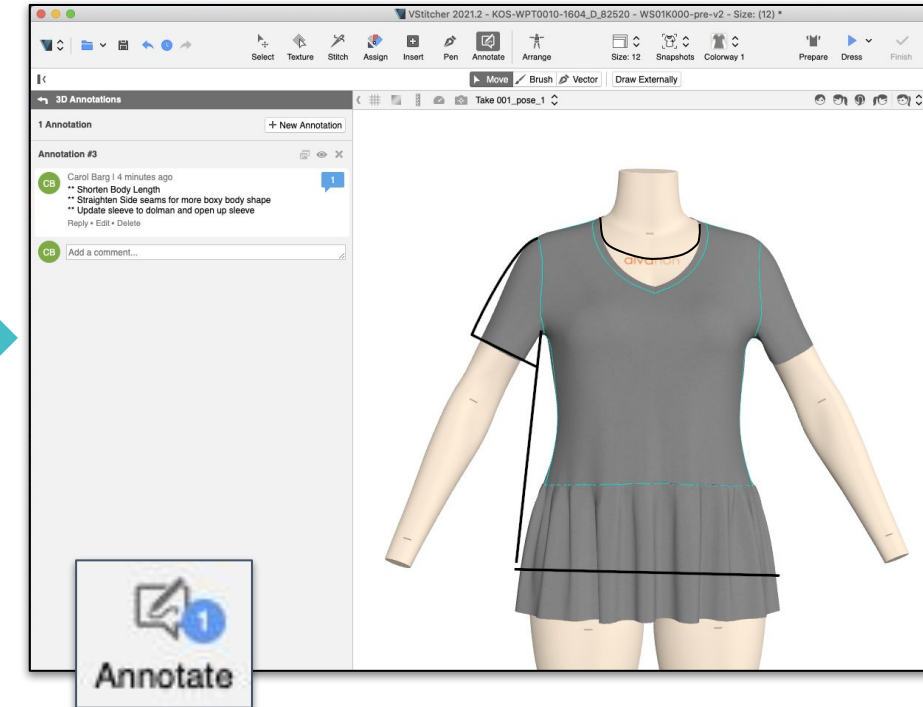 VStitcher 2021.2 - KOS-WPT0010-1604_D_82520 - WS01K000-pre-v2 - Size: (12) *
Select Texture Stitch Assign Insert Pen Annotate Arrange Size: 12 Snapshots Colorway 1 Prepare Dress Finish
Move Brush Vector Draw Externally
3D Annotations
Take 001_pose_1
1 Annotation
+ New Annotation
Annotation #3
CB
Carol Barg | 4 minutes ago
1
** Shorten Body Length
** Straighten Side seams for more boxy body shape
** Update sleeve to dolman and open up sleeve
Reply • Edit • Delete
CB
Add a comment...
1
Annotate